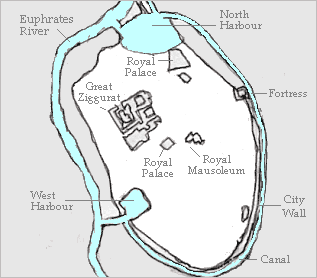 Euphrates
River
North
Harbour
Royal
Palace
Great
Ziggurat
Fortress
Royal
Palace
Royal
Mausoleum
West
Harbour
City
Wall
Canal